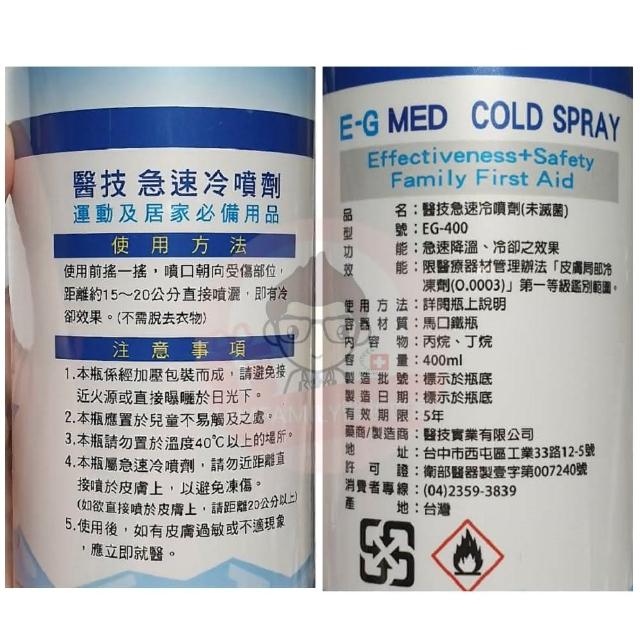 醫技 急速冷噴劑
運動及居家必備用品
使用方法
使用前搖一搖，噴口朝向受傷部位，
距離約15～20公分直接噴灑，即有冷
卻效果。(不需脫去衣物)
注意事項
1.本瓶係經加壓包裝而成，請避免接
近火源或直接曝曬於日光下。
2.本瓶應置於兒童不易觸及之處。
3.本瓶請勿置於溫度40℃以上的場所。
4.本瓶屬急速冷噴劑，請勿近距離直
接噴於皮膚上，以避免凍傷。
(如欲直接噴於皮膚上，請距離20公分以上)
5.使用後，如有皮膚過敏或不適現象
，應立即就醫。
E-G MED COLD SPRAY
Effectiveness+Safety
Family First Aid
品名：醫技急速冷噴劑(未滅菌)
型號：EG-400
功能：急速降溫、冷卻之效果
效能：限醫療器材管理辦法「皮膚局部冷
凍劑(O.0003)」第一等級鑑別範圍。
使用方法：詳閱瓶上說明
容器材質：馬口鐵瓶
內容物：丙烷、丁烷
容量：400ml
製造批號：標示於瓶底
製造日期：標示於瓶底
有效期限：5年
藥商/製造商：醫技實業有限公司
地址：台中市西屯區工業33路12-5號
許可證：衛部醫器製壹字第007240號
消費者專線：(04)2359-3839
產地：台灣